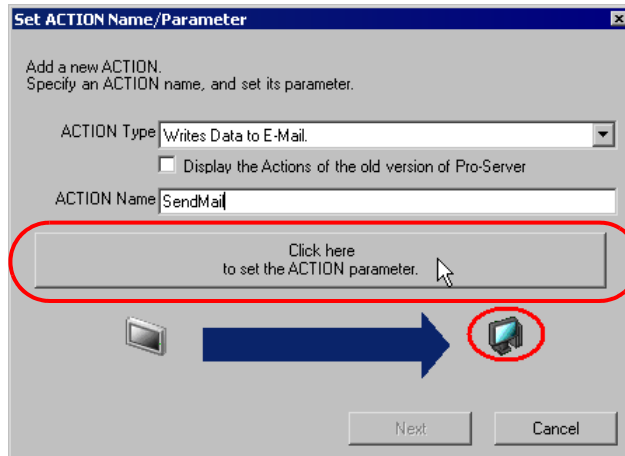 Set ACTION Name/Parameter
Add a new ACTION.
Specify an ACTION name, and set its parameter.
ACTION Type Writes Data to E-Mail.
Display the Actions of the old version of Pro-Server
ACTION Name SendMail
Click here
to set the ACTION parameter.
Next
Cancel